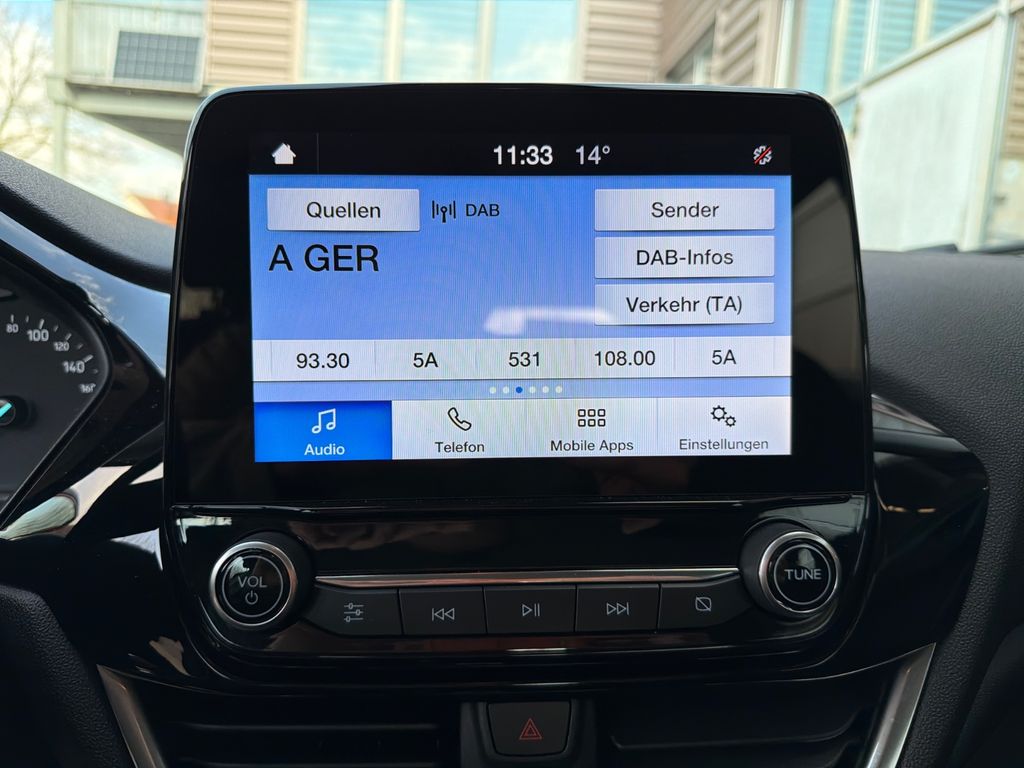 11:33 14°
Quellen DAB Sender
A GER DAB-Infos
Verkehr (TA)
93.30 5A 531 108.00 5A
Audio Telefon Mobile Apps Einstellungen
80 100 120 140 160
VOL TUNE